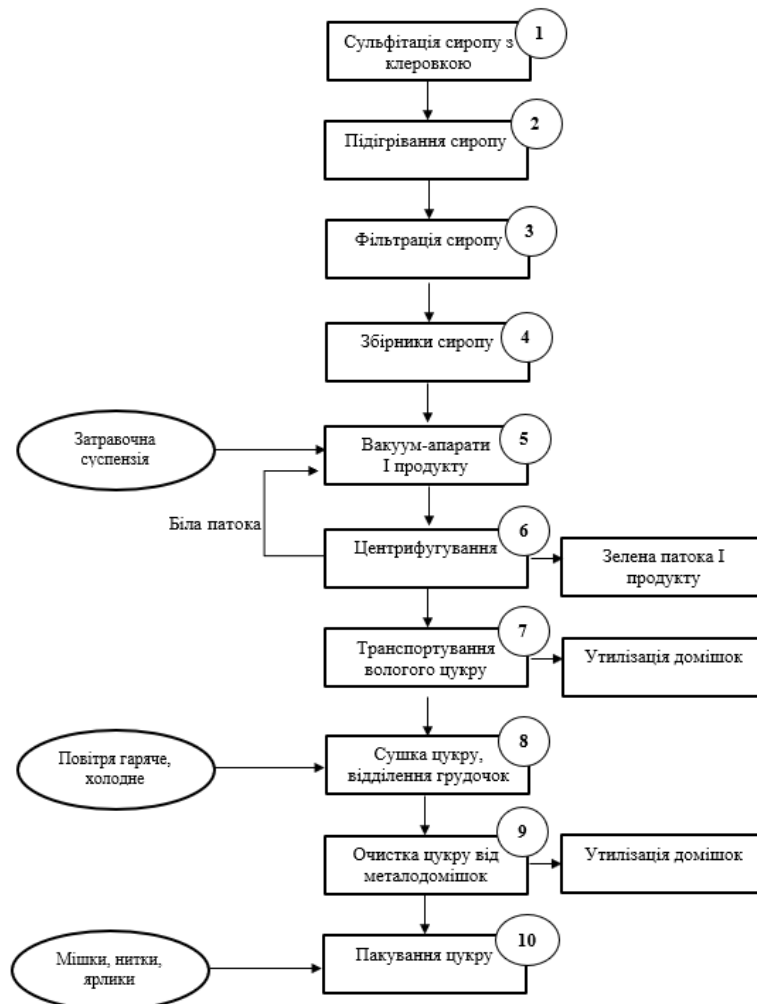 1
Сульфітація сиропу з
клеровкою
2
Підігрівання сиропу
3
Фільтрація сиропу
4
Збірники сиропу
5
Затравочна
суспензія
Вакуум-апарати
І продукту
Біла патока
6
Центрифугування
Зелена патока І
продукту
7
Транспортування
вологого цукру
Утилізація домішок
8
Повітря гаряче,
холодне
Сушка цукру,
відділення грудочок
9
Очистка цукру від
металодомішок
Утилізація домішок
10
Мішки, нитки,
ярлики
Пакування цукру